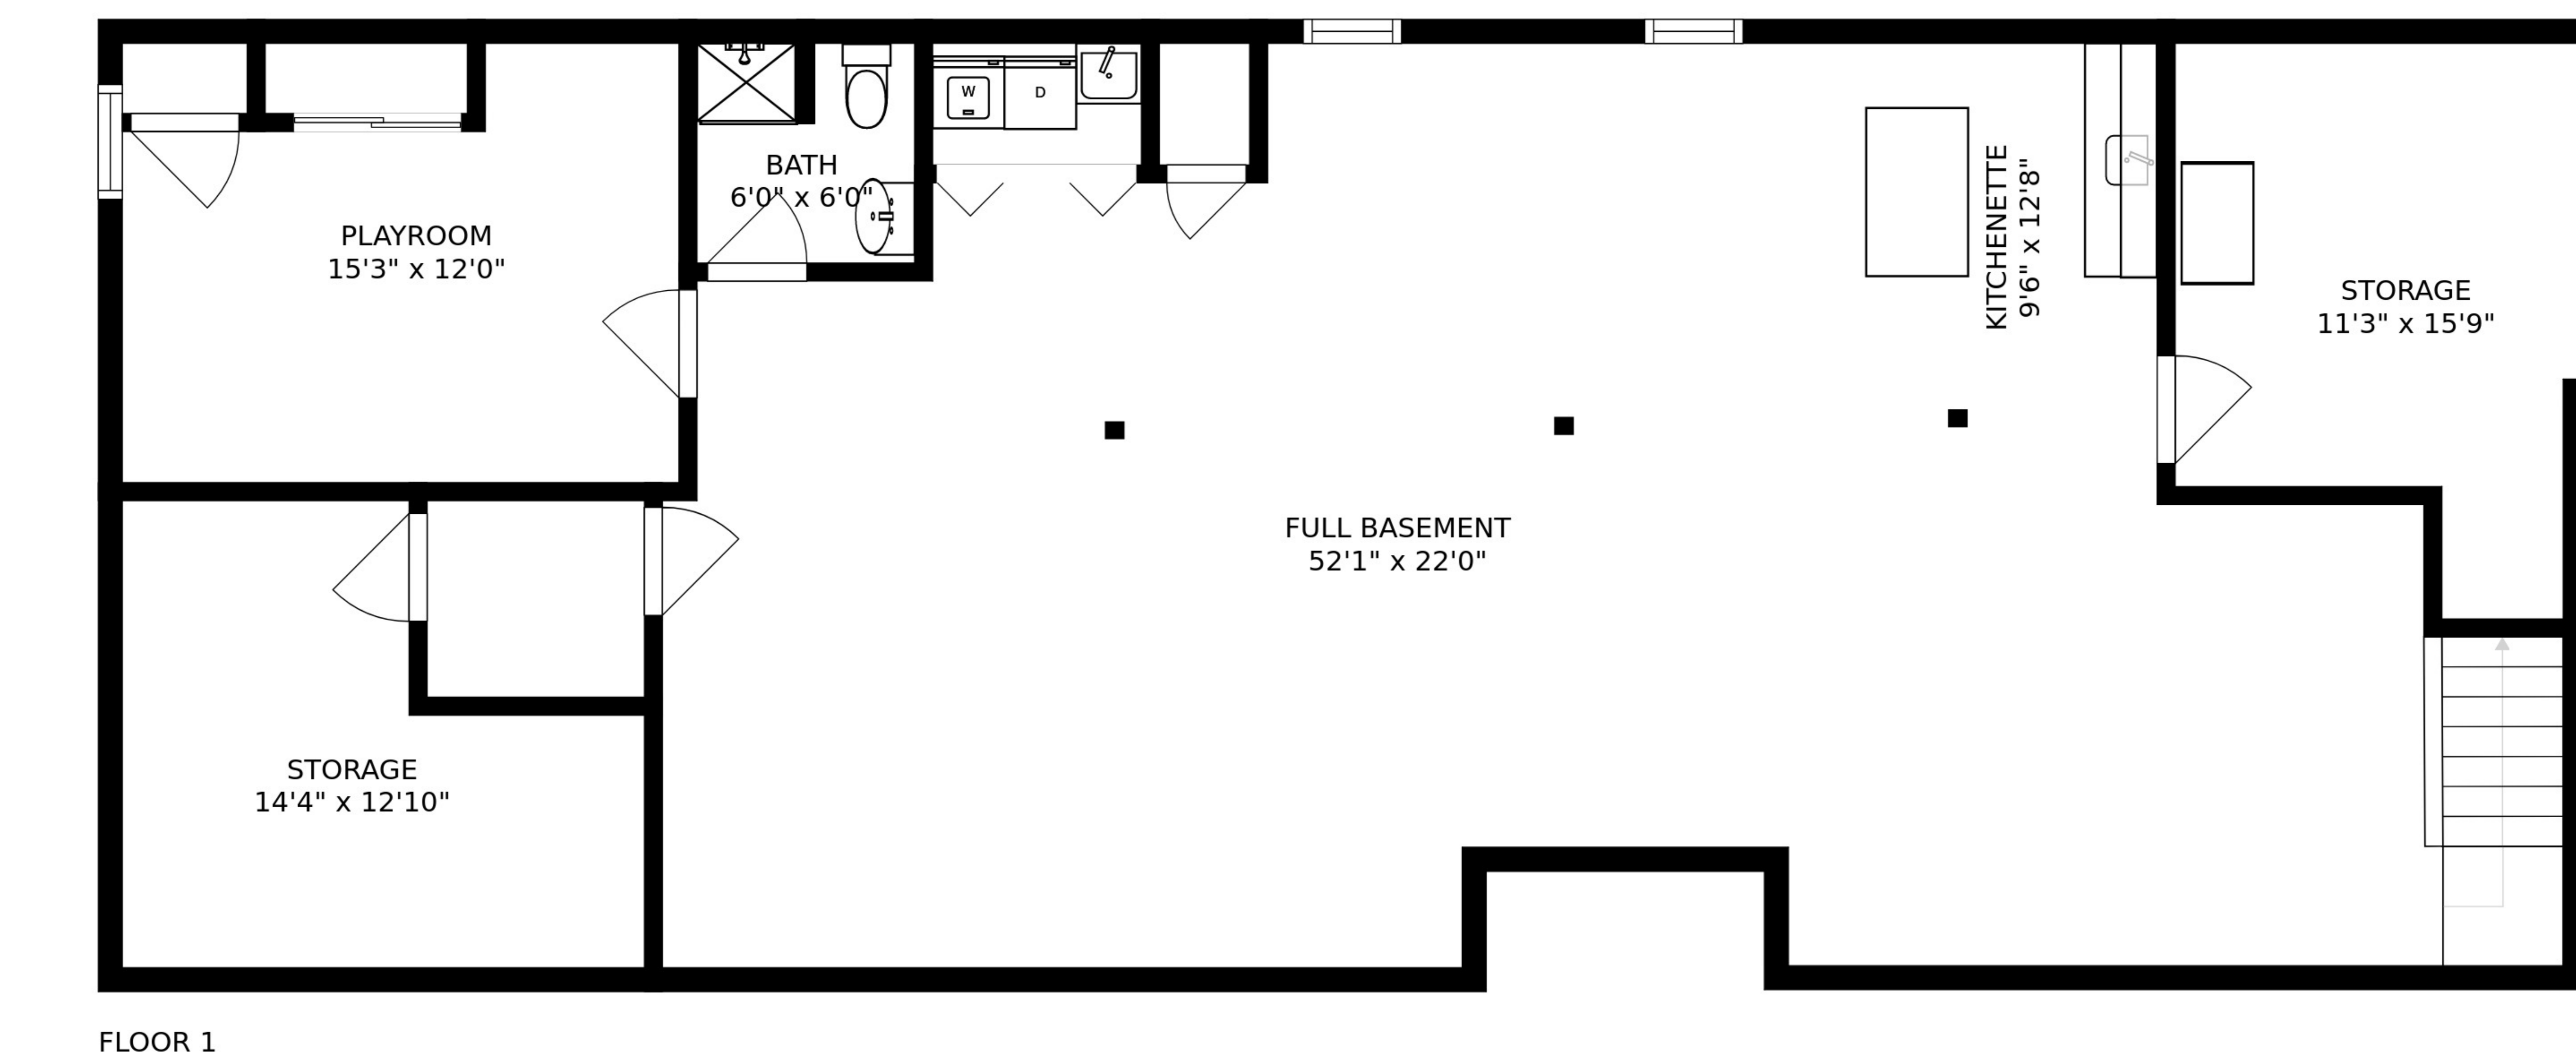 W
D
BATH
6'0" x 6'0"
PLAYROOM
15'3" x 12'0"
KITCHENETTE
9'6" x 12'8"
STORAGE
11'3" x 15'9"
FULL BASEMENT
52'1" x 22'0"
STORAGE
14'4" x 12'10"
FLOOR 1